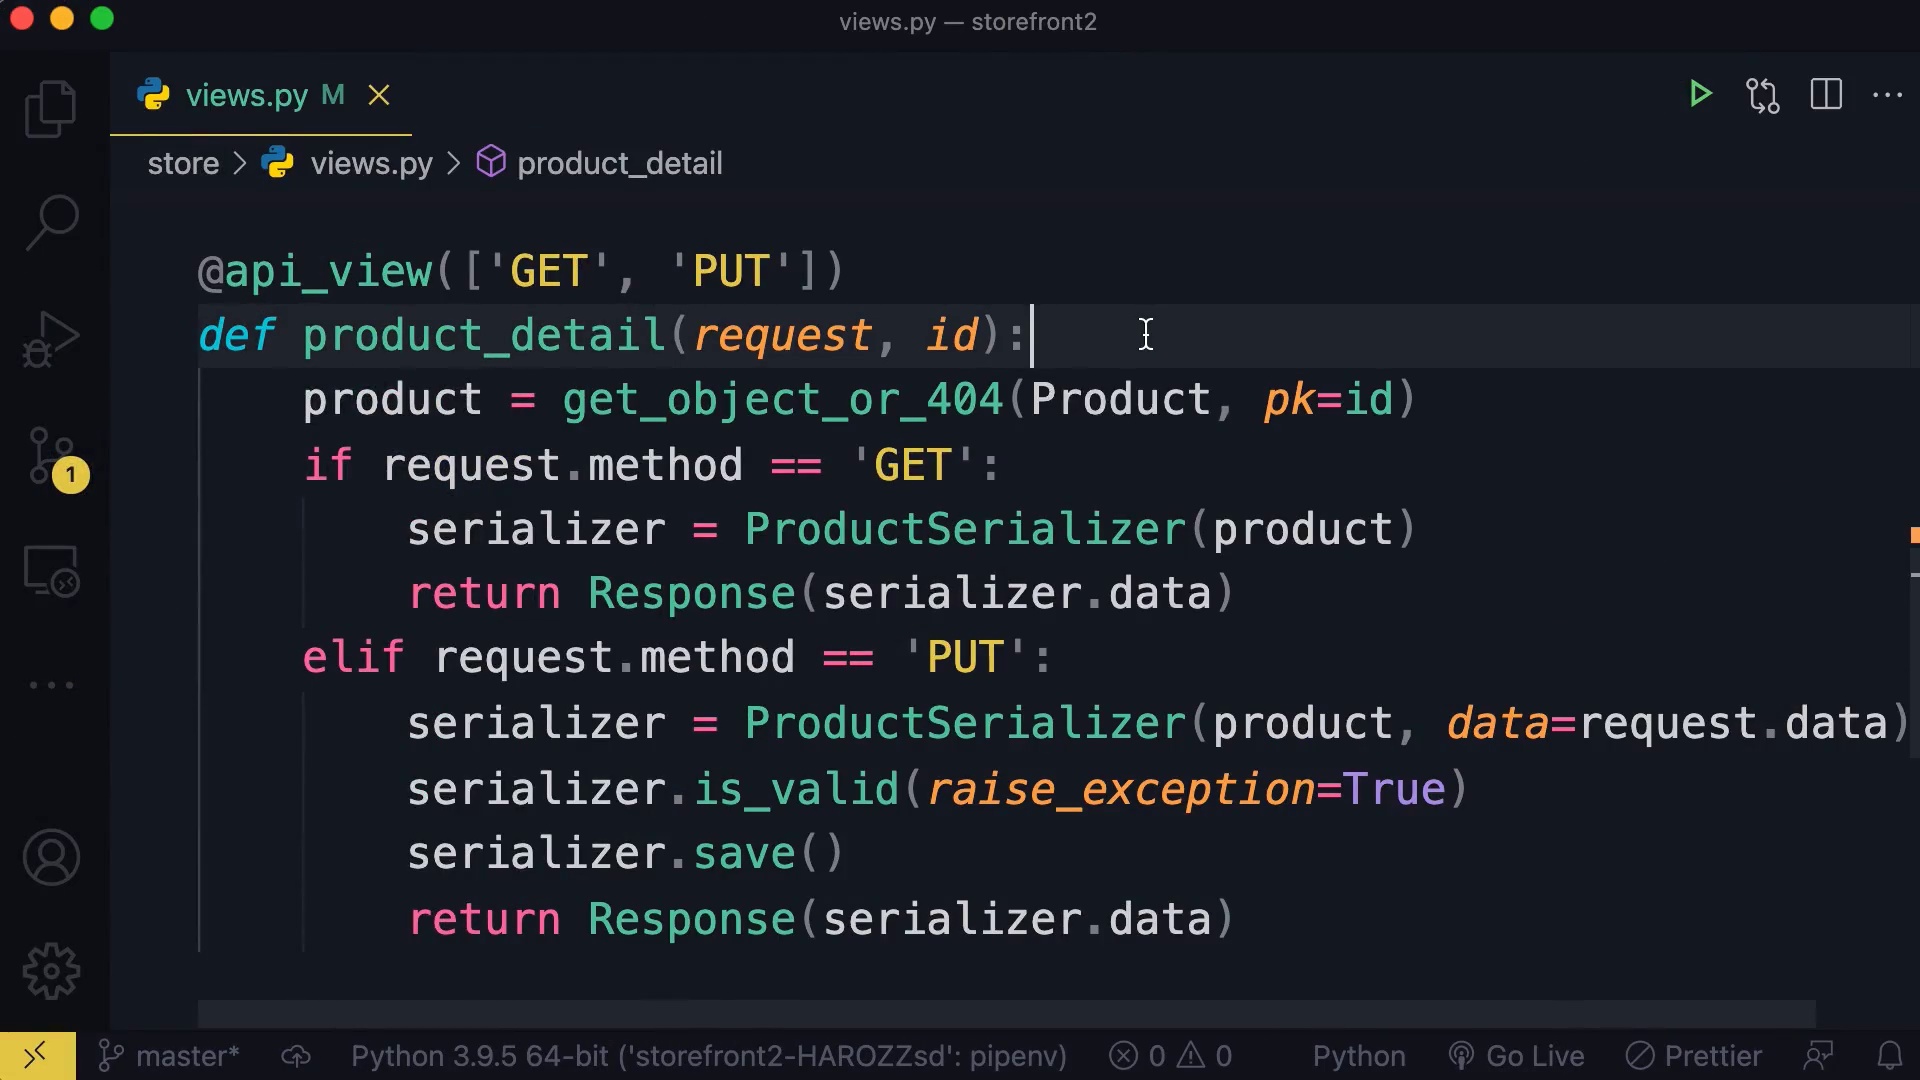 views.py — storefront2
views.py M
store > views.py > product_detail
@api_view(['GET', 'PUT'])
def product_detail(request, id):
product = get_object_or_404(Product, pk=id)
if request.method == 'GET':
serializer = ProductSerializer(product)
return Response(serializer.data)
elif request.method == 'PUT':
serializer = ProductSerializer(product, data=request.data)
serializer.is_valid(raise_exception=True)
serializer.save()
return Response(serializer.data)
1
master* Python 3.9.5 64-bit ('storefront2-HAROZZsd': pipenv) 0 0 Python Go Live Prettier